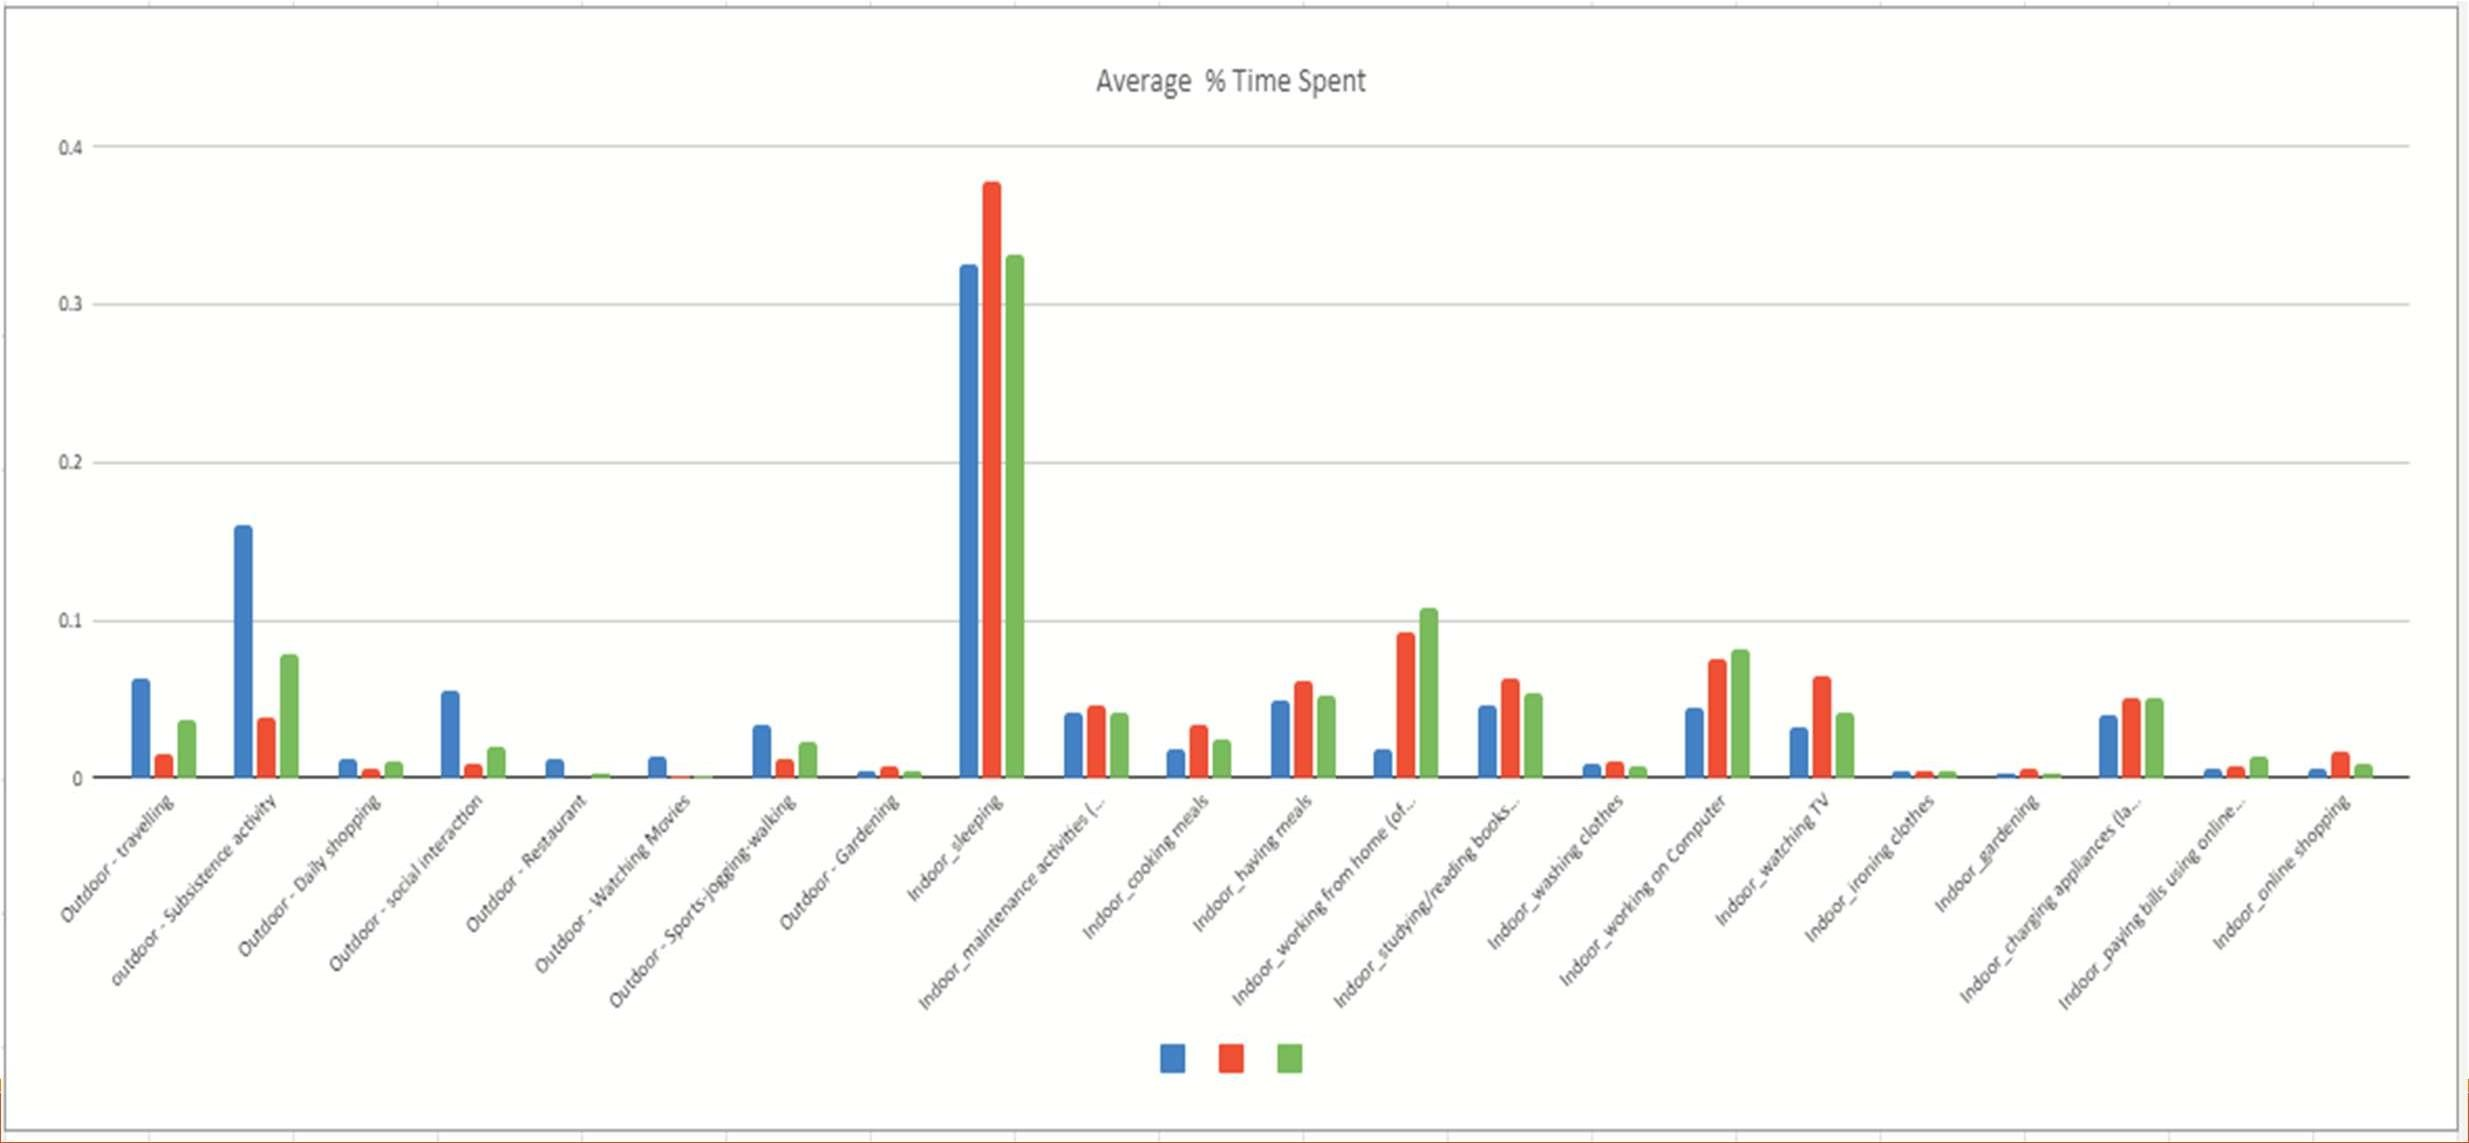 Average % Time Spent
0.4
0.3
0.2
0.1
0
Outdoor - travelling
outdoor - Subsistence activity
Outdoor - Daily shopping
Outdoor - social interaction
Outdoor - Restaurant
Outdoor - Watching Movies
Outdoor - Sports-jogging-walking
Outdoor - Gardening
Indoor_sleeping
Indoor_maintenance activities (...
Indoor_cooking meals
Indoor_having meals
Indoor_working from home (of...
Indoor_studying/reading books...
Indoor_washing clothes
Indoor_working on Computer
Indoor_watching TV
Indoor_ironing clothes
Indoor_gardening
Indoor_charging appliances (la...
Indoor_paying bills using online...
Indoor_online shopping